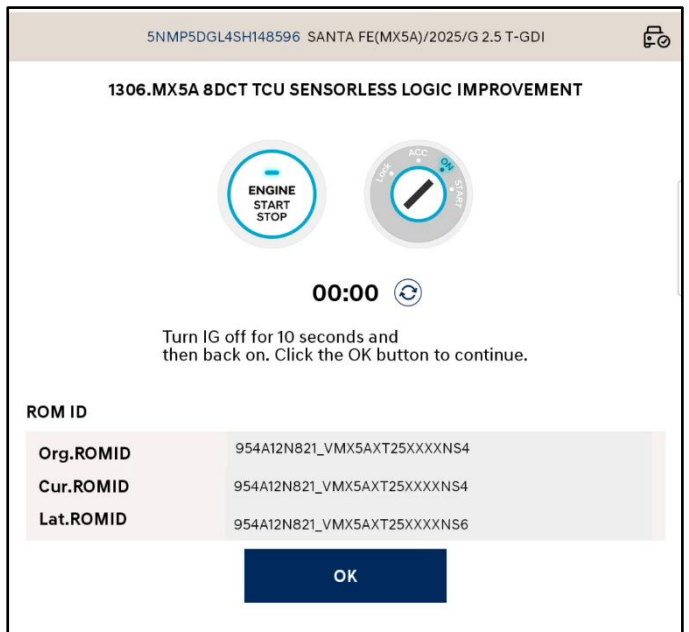 5NMP5DGL4SH148596 SANTA FE(MX5A)/2025/G 2.5 T-GDI
1306.MX5A 8DCT TCU SENSORLESS LOGIC IMPROVEMENT
ENGINE
START
STOP
Lock
ACC
ON
START
00:00
Turn IG off for 10 seconds and
then back on. Click the OK button to continue.
ROM ID
Org.ROMID 954A12N821_VMX5AXT25XXXXNS4
Cur.ROMID 954A12N821_VMX5AXT25XXXXNS4
Lat.ROMID 954A12N821_VMX5AXT25XXXXNS6
OK